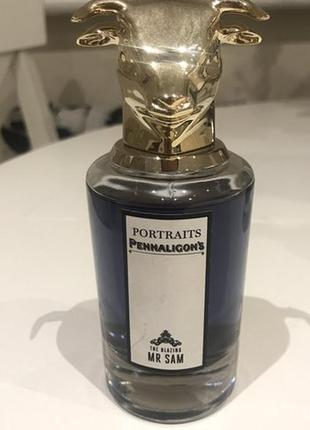 PORTRAITS
PENHALIGON'S
THE BLAZING
MR SAM